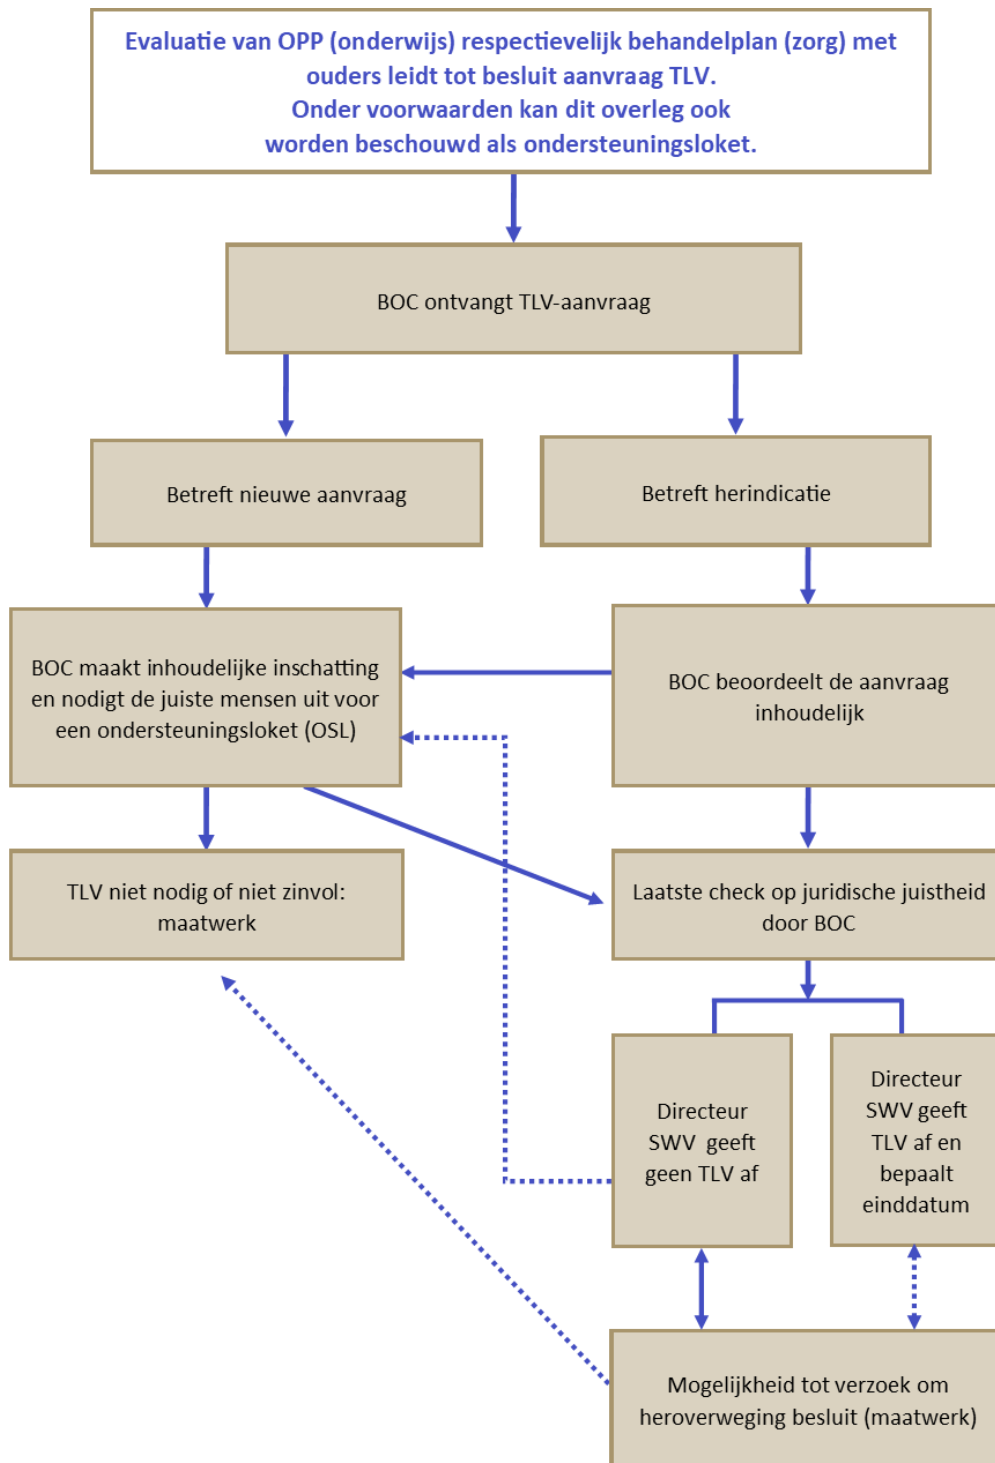 Evaluatie van OPP (onderwijs) respectievelijk behandelplan (zorg) met
ouders leidt tot besluit aanvraag TLV.
Onder voorwaarden kan dit overleg ook
worden beschouwd als ondersteuningsloket.
BOC ontvangt TLV-aanvraag
Betreft nieuwe aanvraag
Betreft herindicatie
BOC maakt inhoudelijke inschatting
en nodigt de juiste mensen uit voor
een ondersteuningsloket (OSL)
BOC beoordeelt de aanvraag
inhoudelijk
TLV niet nodig of niet zinvol:
maatwerk
Laatste check op juridische juistheid
door BOC
Directeur
SWV geeft
geen TLV af
Directeur
SWV geeft
TLV af en
bepaalt
einddatum
Mogelijkheid tot verzoek om
heroverweging besluit (maatwerk)